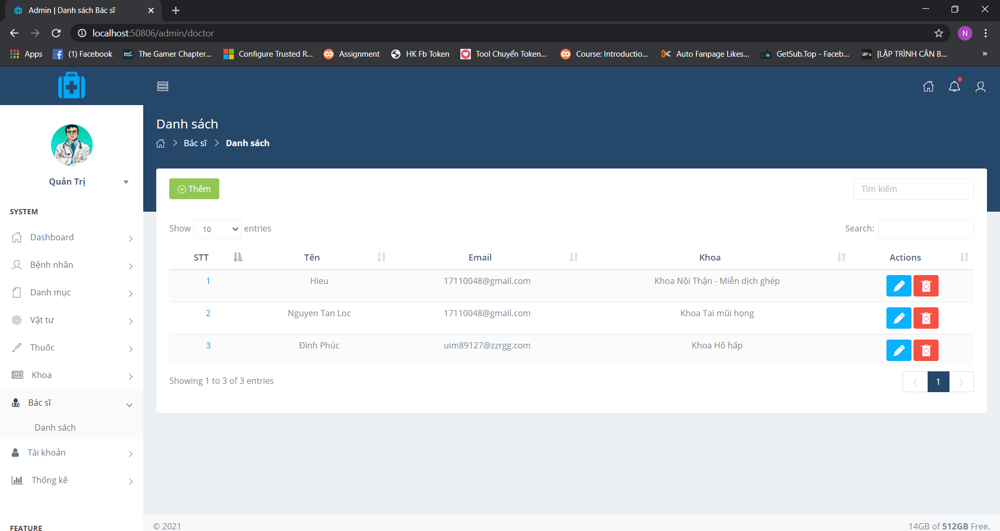 Admin | Danh sách Bác sĩ
localhost:50806/admin/doctor
N
Apps
(1) Facebook
The Gamer Chapter...
Configure Trusted R...
Assignment
HK Fb Token
Tool Chuyển Token...
Course: Introductio...
Auto Fanpage Likes...
GetSub.Top - Faceb...
[LẬP TRÌNH CĂN B...
»
Quản Trị
SYSTEM
Dashboard
Bệnh nhân
Danh mục
Vật tư
Thuốc
Khoa
Bác sĩ
Danh sách
Tài khoản
Thống kê
FEATURE
Danh sách
Bác sĩ > Danh sách
Thêm
Tìm kiếm
Show 10 entries
Search:
STT Tên Email Khoa Actions
1 Hieu 17110048@gmail.com Khoa Nội Thận - Miễn dịch ghép
2 Nguyen Tan Loc 17110048@gmail.com Khoa Tai mũi họng
3 Đình Phúc uim89127@zzrgg.com Khoa Hô hấp
Showing 1 to 3 of 3 entries
1
© 2021
14GB of 512GB Free.